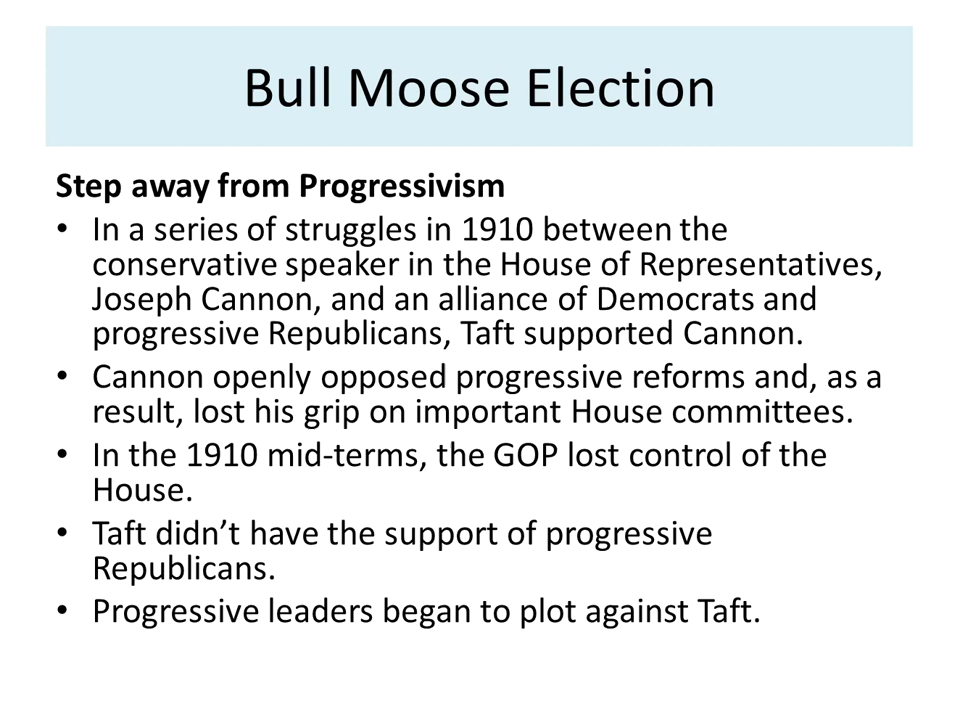 Bull Moose Election
Step away from Progressivism
• In a series of struggles in 1910 between the
conservative speaker in the House of Representatives,
Joseph Cannon, and an alliance of Democrats and
progressive Republicans, Taft supported Cannon.
• Cannon openly opposed progressive reforms and, as a
result, lost his grip on important House committees.
• In the 1910 mid-terms, the GOP lost control of the
House.
• Taft didn’t have the support of progressive
Republicans.
• Progressive leaders began to plot against Taft.